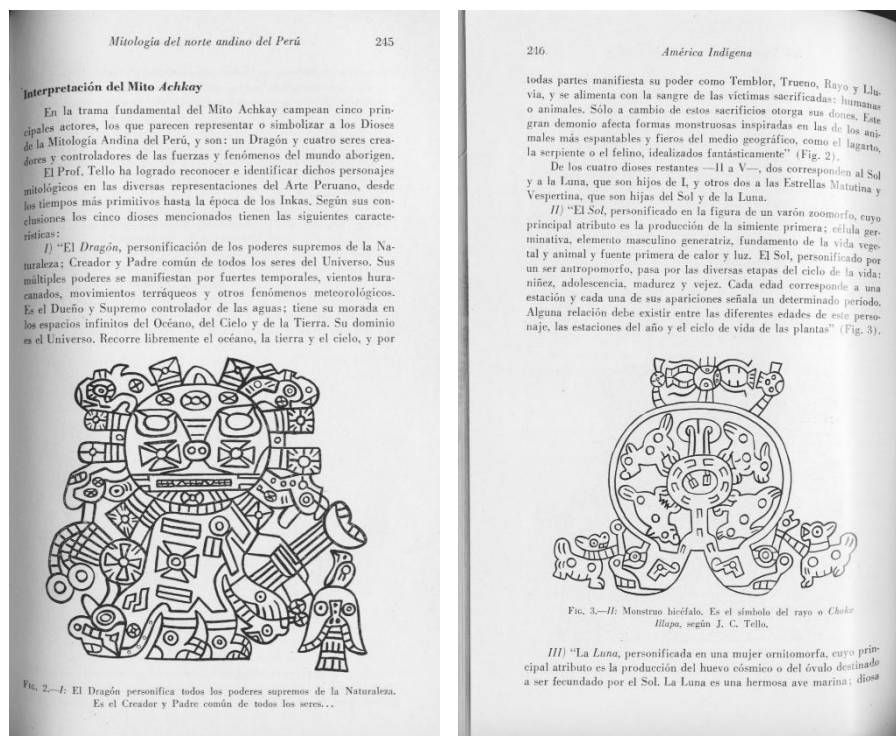 Mitología del norte andino del Perú 245
Interpretación del Mito Achkay
En la trama fundamental del Mito Achkay campean cinco prin-
cipales actores, los que parecen representar o simbolizar a los Dioses
de la Mitología Andina del Perú, y son: un Dragón y cuatro seres crea-
dores y controladores de las fuerzas y fenómenos del mundo aborigen.
El Prof. Tello ha logrado reconocer e identificar dichos personajes
mitológicos en las diversas representaciones del Arte Peruano, desde
los tiempos más primitivos hasta la época de los Inkas. Según sus con-
clusiones los cinco dioses mencionados tienen las siguientes caracte-
rísticas:
I) "El Dragón, personificación de los poderes supremos de la Na-
turaleza; Creador y Padre común de todos los seres del Universo. Sus
múltiples poderes se manifiestan por fuertes temporales, vientos hura-
canados, movimientos terráqueos y otros fenómenos meteorológicos.
Es el Dueño y Supremo controlador de las aguas; tiene su morada en
los espacios infinitos del Océano, del Cielo y de la Tierra. Su dominio
es el Universo. Recorre libremente el océano, la tierra y el cielo, y por
FIG. 2.—I: El Dragón personifica todos los poderes supremos de la Naturaleza.
Es el Creador y Padre común de todos los seres...
246 América Indígena
todas partes manifiesta su poder como Temblor, Trueno, Rayo y Llu-
via, y se alimenta con la sangre de las víctimas sacrificadas: humanas
o animales. Sólo a cambio de estos sacrificios otorga sus dones. Este
gran demonio afecta formas monstruosas inspiradas en las de los ani-
males más espantables y fieros del medio geográfico, como el lagarto,
la serpiente o el felino, idealizados fantásticamente" (Fig. 2).
De los cuatro dioses restantes —II a V—, dos corresponden al Sol
y a la Luna, que son hijos de I, y otros dos a las Estrellas Matutina y
Vespertina, que son hijas del Sol y de la Luna.
II) "El Sol, personificado en la figura de un varón zoomorfo, cuyo
principal atributo es la producción de la simiente primera; célula ger-
minativa, elemento masculino generatriz, fundamento de la vida vege-
tal y animal y fuente primera de calor y luz. El Sol, personificado por
un ser antropomorfo, pasa por las diversas etapas del ciclo de la vida:
niñez, adolescencia, madurez y vejez. Cada edad corresponde a una
estación y cada una de sus apariciones señala un determinado período.
Alguna relación debe existir entre las diferentes edades de este perso-
naje, las estaciones del año y el ciclo de vida de las plantas" (Fig. 3).
FIG. 3.—II: Monstruo bicéfalo. Es el símbolo del rayo o Choke
Illapa, según J. C. Tello.
III) "La Luna, personificada en una mujer ornitomorfa, cuyo prin-
cipal atributo es la producción del huevo cósmico o del óvulo destinado
a ser fecundado por el Sol. La Luna es una hermosa ave marina; diosa